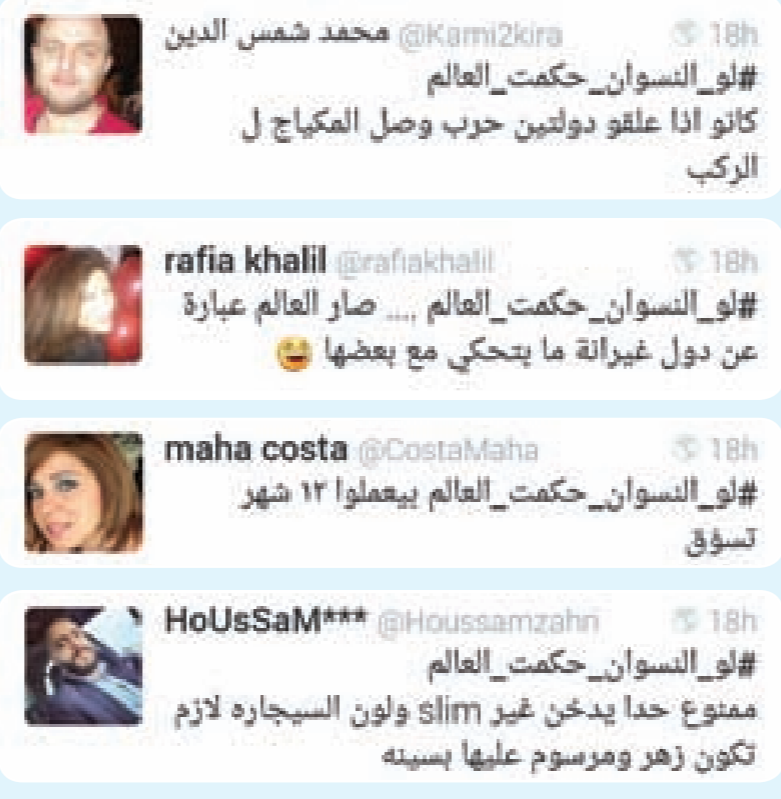 محمد شمس الدين @Kami2kira 18h
#لو_النسوان_حكمت_العالم
كانو اذا علقو دولتين حرب وصل المكياج ل
الركب
rafia khalil @rafiakhalil 18h
#لو_النسوان_حكمت_العالم .... صار العالم عبارة
عن دول غيرانة ما بتحكي مع بعضها 😄
maha costa @CostaMaha 18h
#لو_النسوان_حكمت_العالم بيعملوا ١٢ شهر
تسؤق
HoUsSaM*** @Houssamzahn 18h
#لو_النسوان_حكمت_العالم
ممنوع حدا يدخن غير slim ولون السيجاره لازم
تكون زهر ومرسوم عليها بسينه